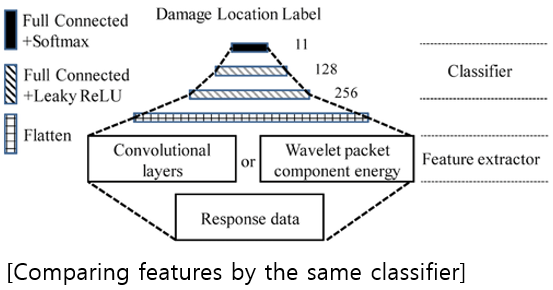 Damage Location Label
Full Connected
+Softmax
11
Full Connected
+Leaky ReLU
128
256
Classifier
Flatten
Convolutional
layers
or
Wavelet packet
component energy
Feature extractor
Response data
[Comparing features by the same classifier]